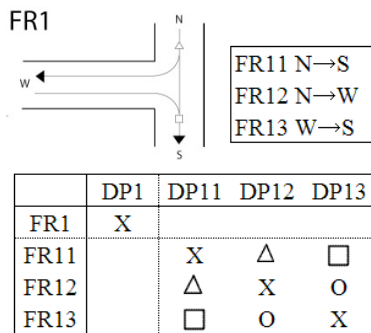 FR1
N
W
S
FR11 N→S
FR12 N→W
FR13 W→S
DP1 DP11 DP12 DP13
FR1 X
FR11 X △ □
FR12 △ X O
FR13 □ O X